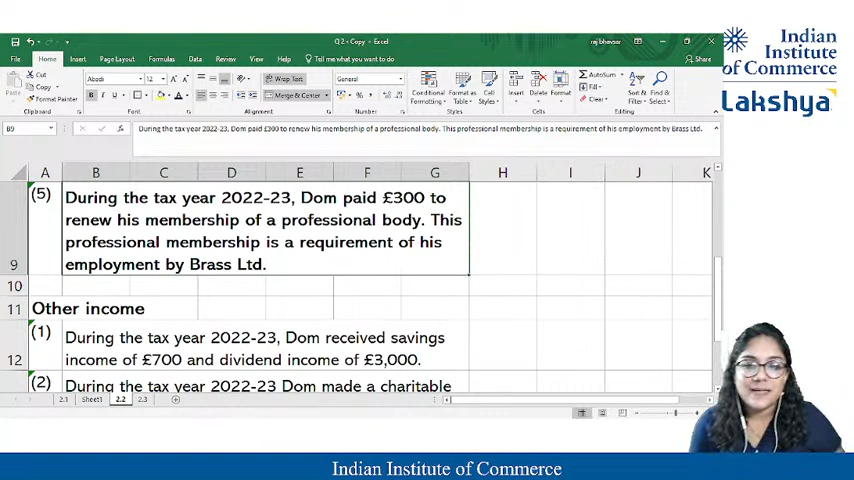 Q 2 - Copy - Excel
raj bhavsar
Share
File
Home
Insert
Page Layout
Formulas
Data
Review
View
Help
Tell me what you want to do
Paste
Cut
Copy
Format Painter
Clipboard
Abadi
12
Font
Wrap Text
Merge & Center
Alignment
General
Number
Conditional Formatting
Format as Table
Cell Styles
Styles
Insert
Delete
Format
Cells
AutoSum
Fill
Clear
Sort & Filter
Find & Select
Editing
Indian
Institute
of Commerce
Lakshya
B9
During the tax year 2022-23, Dom paid £300 to renew his membership of a professional body. This professional membership is a requirement of his employment by Brass Ltd.
A B C D E F G H I J K
(5) During the tax year 2022-23, Dom paid £300 to
renew his membership of a professional body. This
professional membership is a requirement of his
9 employment by Brass Ltd.
10
11 Other income
(1) During the tax year 2022-23, Dom received savings
12 income of £700 and dividend income of £3,000.
(2) During the tax year 2022-23 Dom made a charitable
2.1 Sheet1 2.2 2.3
Indian Institute of Commerce